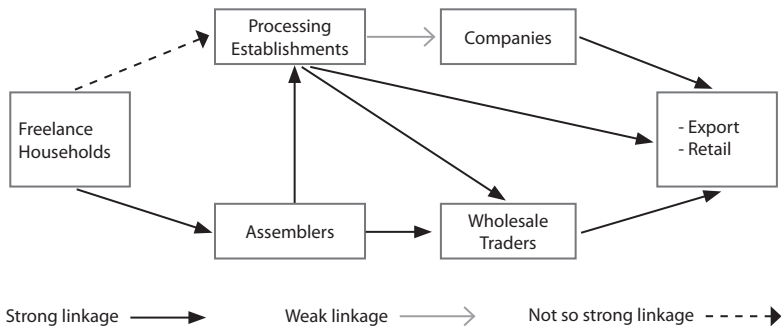 Processing
Establishments
Companies
Freelance
Households
- Export
- Retail
Assemblers
Wholesale
Traders
Strong linkage
Weak linkage
Not so strong linkage